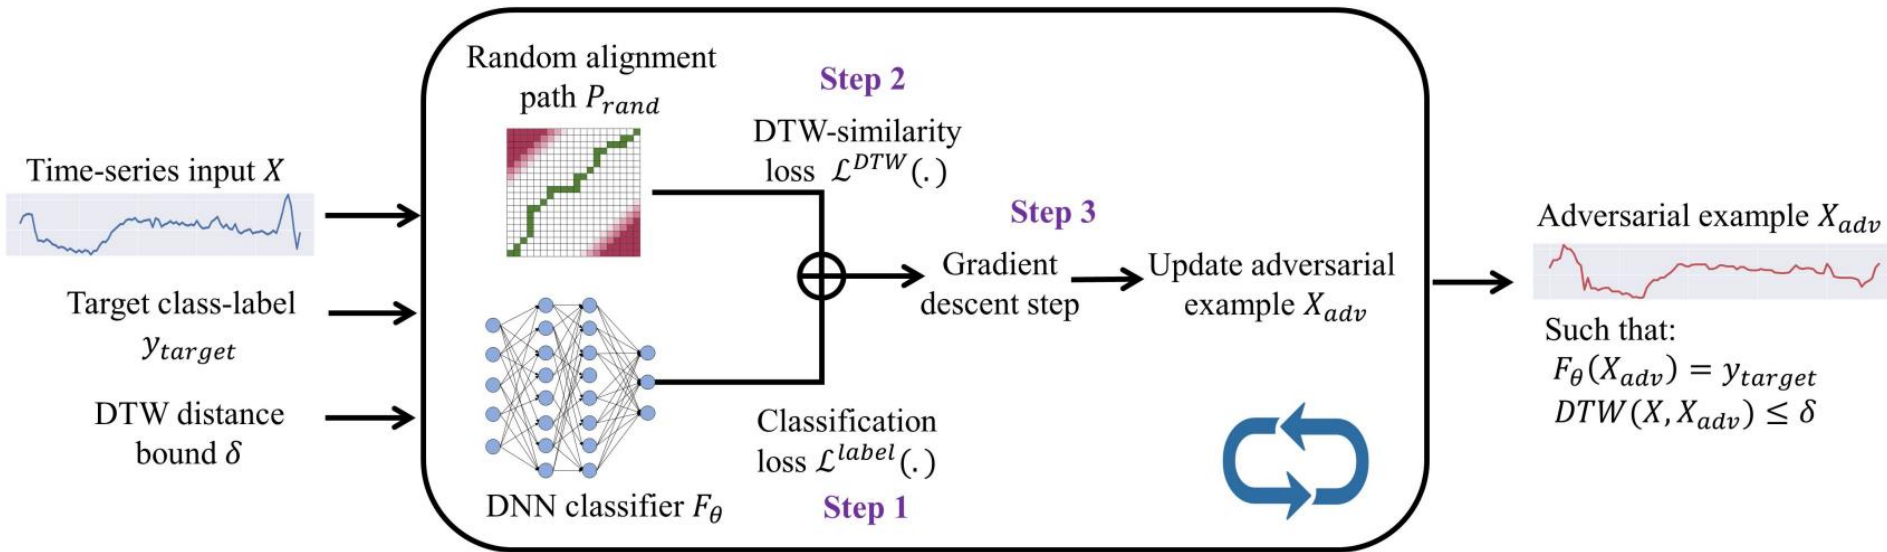 Time-series input X
Target class-label
y_target
DTW distance
bound δ
Random alignment
path P_rand
Step 2
DTW-similarity
loss ℒ^DTW(.)
DNN classifier F_θ
Classification
loss ℒ^label(.)
Step 1
Step 3
Gradient
descent step
Update adversarial
example X_adv
Adversarial example X_adv
Such that:
F_θ(X_adv) = y_target
DTW(X, X_adv) ≤ δ